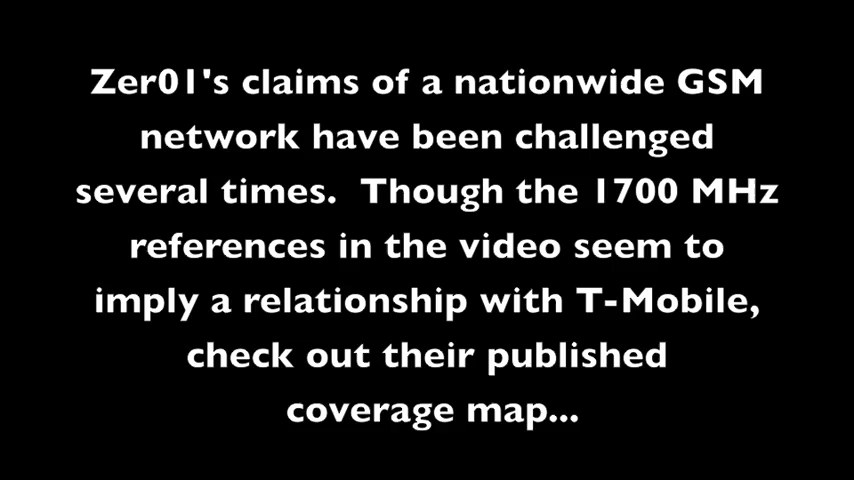 Zer01's claims of a nationwide GSM
network have been challenged
several times.  Though the 1700 MHz
references in the video seem to
imply a relationship with T-Mobile,
check out their published
coverage map...